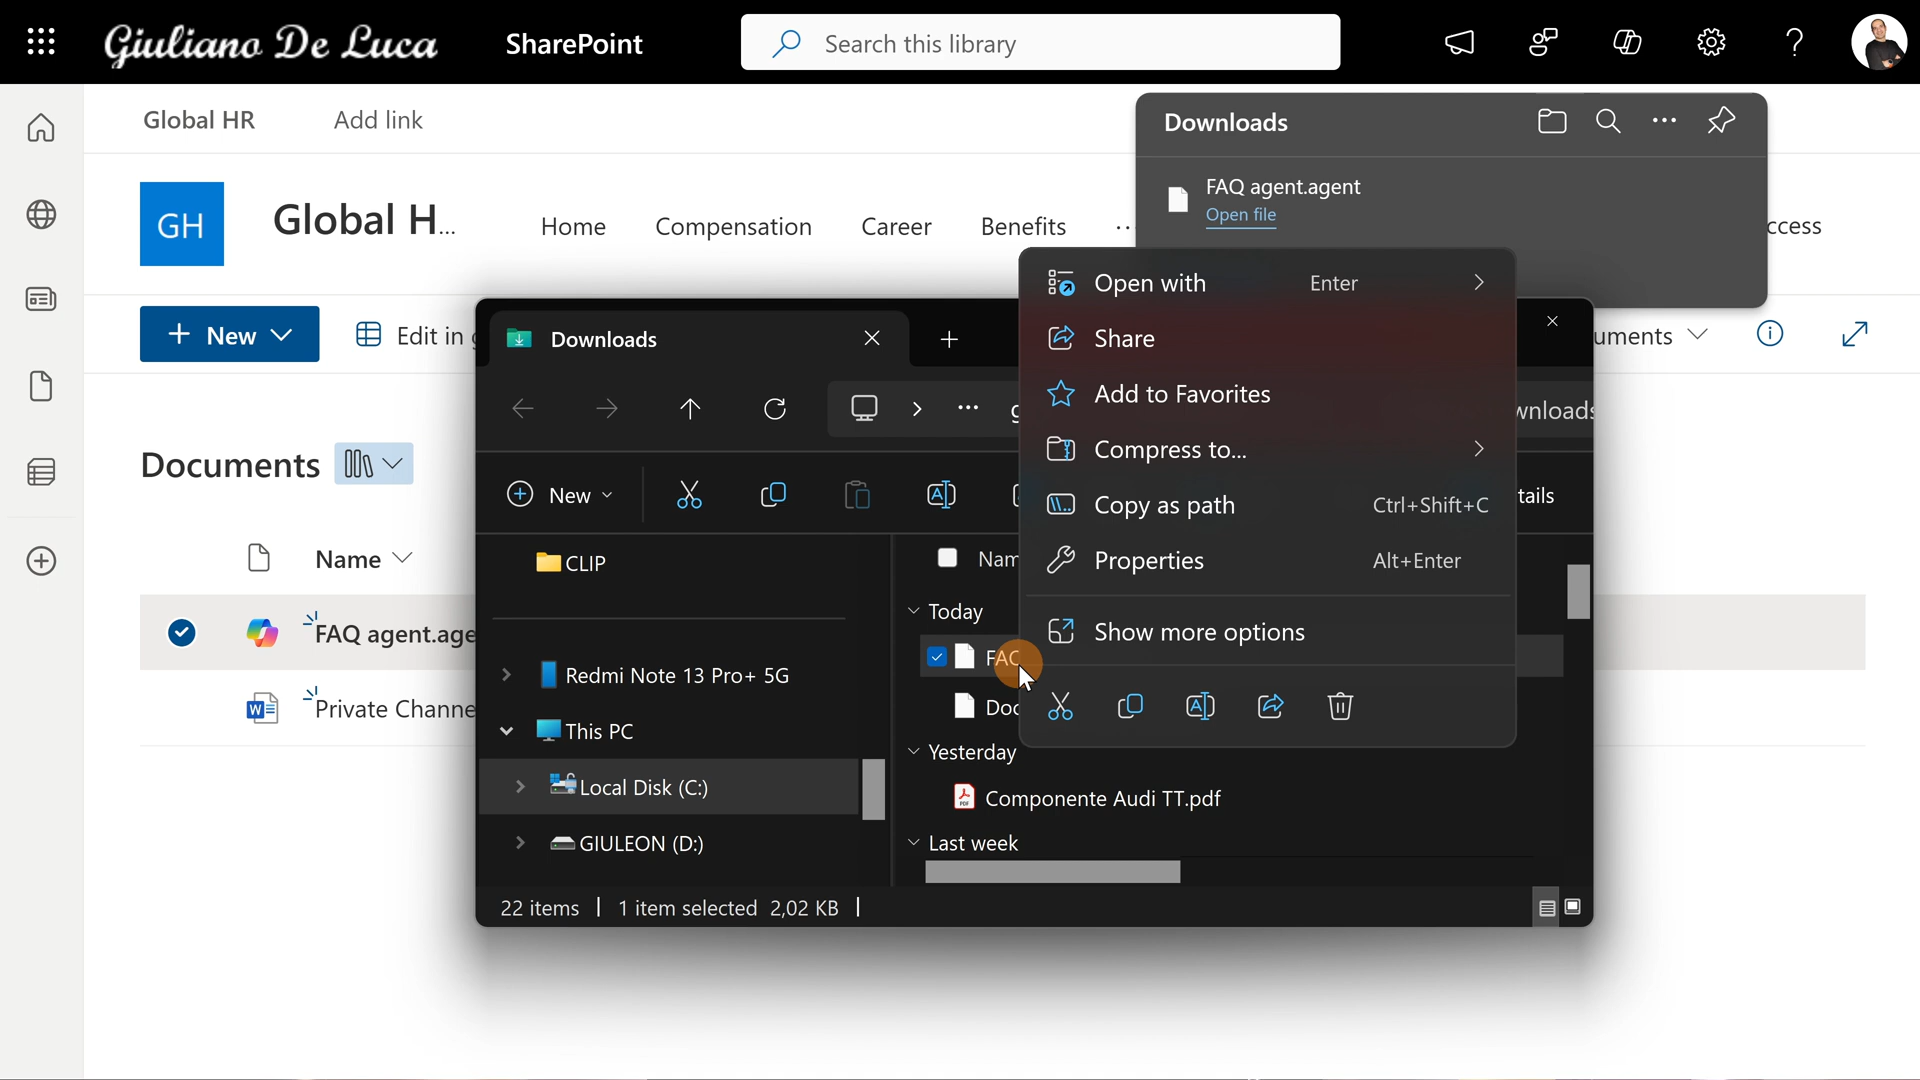 Giuliano De Luca
SharePoint
Search this library
Global HR
Add link
Downloads
FAQ agent.agent
Open file
GH
Global H...
Home
Compensation
Career
Benefits
...
ccess
Open with Enter
Share
Add to Favorites
Compress to...
Copy as path Ctrl+Shift+C
Properties Alt+Enter
Show more options
New
Edit in g
Downloads
uments
wnloads
Documents
New
tails
Name
CLIP
Nam
Today
FAQ agent.age
Redmi Note 13 Pro+ 5G
FAQ
Private Channe
This PC
Doc
Yesterday
Local Disk (C:)
Componente Audi TT.pdf
GIULEON (D:)
Last week
22 items | 1 item selected 2,02 KB |